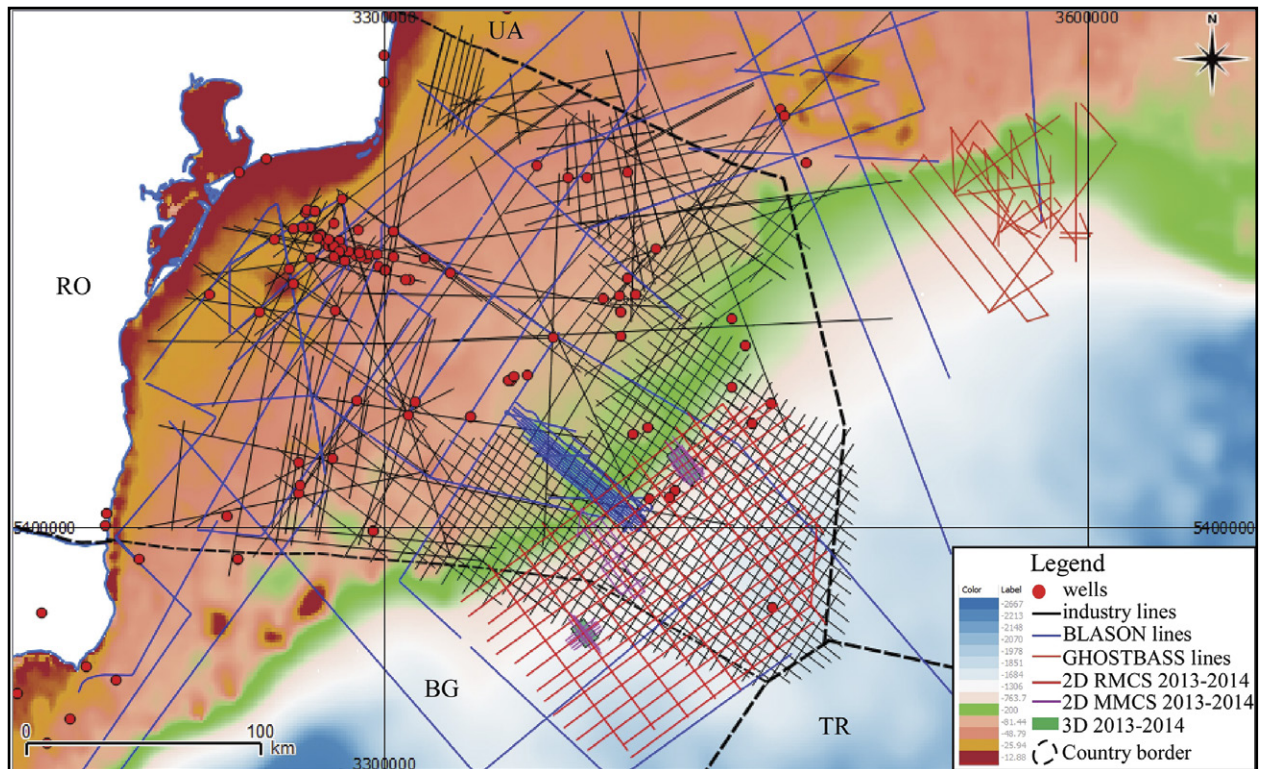 3300000
3600000
N
UA
RO
5400000
5400000
BG
TR
0
100
km
3300000
Legend
Color
Label
-2667
-2213
-2148
-2070
-1978
-1851
-1684
-1306
-763.7
-200
-81.44
-48.79
-25.94
-12.88
wells
industry lines
BLASON lines
GHOSTBASS lines
2D RMCS 2013-2014
2D MMCS 2013-2014
3D 2013-2014
Country border